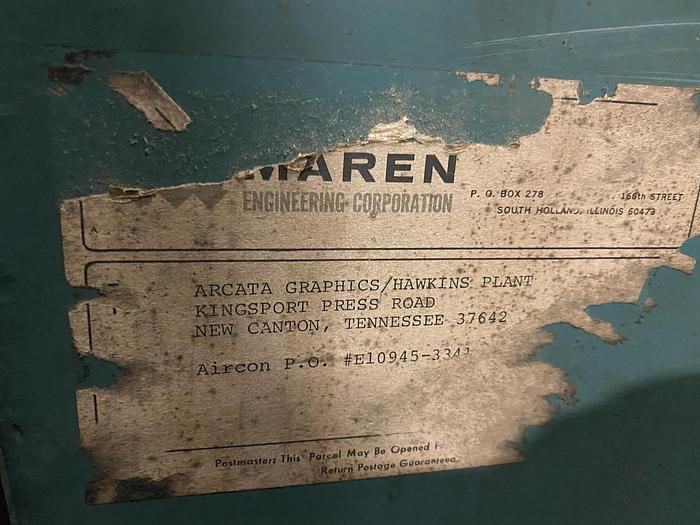 MAREN
ENGINEERING CORPORATION
P. O. BOX 278
166th STREET
SOUTH HOLLAND, ILLINOIS 60473
ARCATA GRAPHICS/HAWKINS PLANT
KINGSPORT PRESS ROAD
NEW CANTON, TENNESSEE 37642
Aircon P.O. #E10945-3341
Postmaster: This Parcel May Be Opened
Return Postage Guaranteed